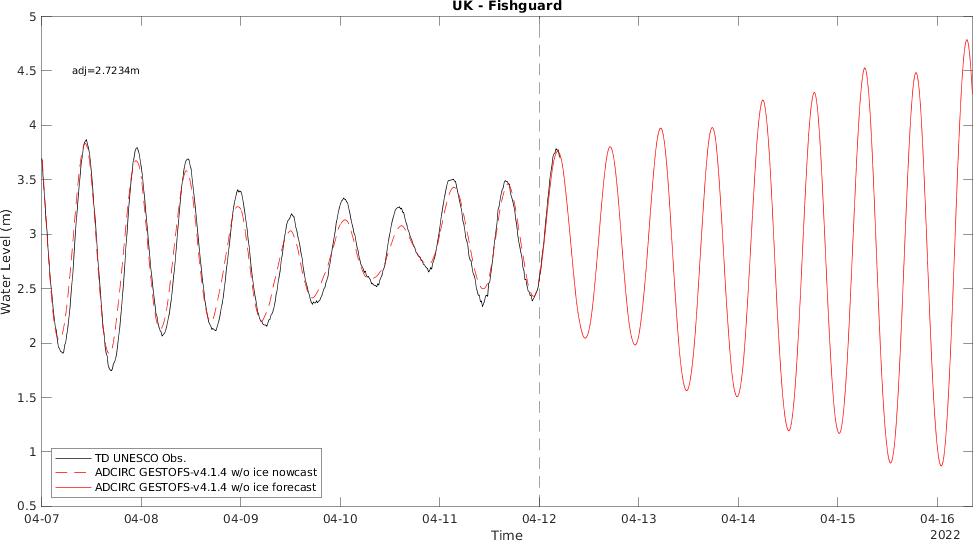 UK - Fishguard
5
4.5
4
3.5
3
2.5
2
1.5
1
0.5
Water Level (m)
adj=2.7234m
TD UNESCO Obs.
ADCIRC GESTOFS-v4.1.4 w/o ice nowcast
ADCIRC GESTOFS-v4.1.4 w/o ice forecast
04-07 04-08 04-09 04-10 04-11 04-12 04-13 04-14 04-15 04-16
Time
2022